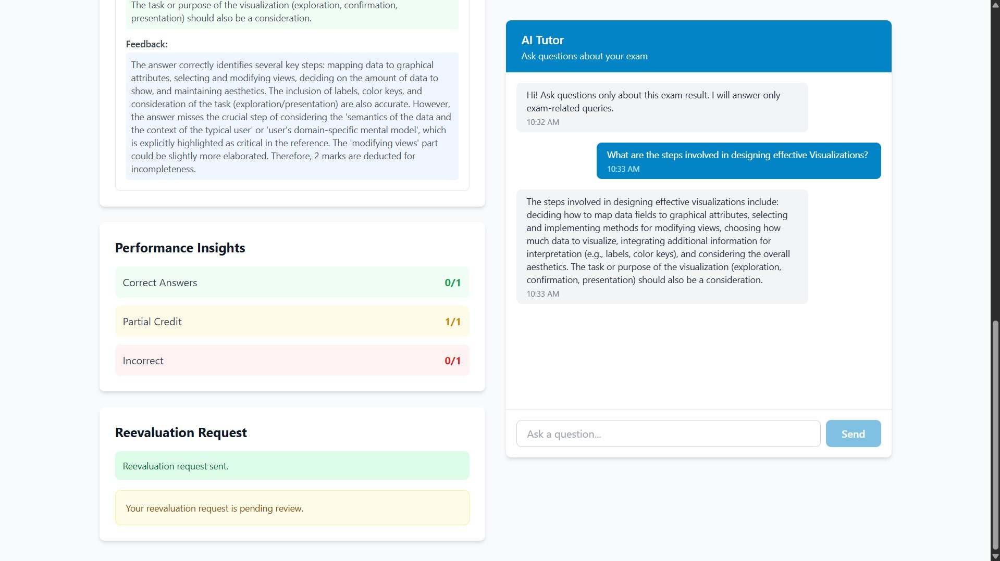 The task or purpose of the visualization (exploration, confirmation,
presentation) should also be a consideration.
Feedback:
The answer correctly identifies several key steps: mapping data to graphical
attributes, selecting and modifying views, deciding on the amount of data to
show, and maintaining aesthetics. The inclusion of labels, color keys, and
consideration of the task (exploration/presentation) are also accurate. However,
the answer misses the crucial step of considering the 'semantics of the data and
the context of the typical user' or 'user's domain-specific mental model', which
is explicitly highlighted as critical in the reference. The 'modifying views' part
could be slightly more elaborated. Therefore, 2 marks are deducted for
incompleteness.
Performance Insights
Correct Answers 0/1
Partial Credit 1/1
Incorrect 0/1
Reevaluation Request
Reevaluation request sent.
Your reevaluation request is pending review.
AI Tutor
Ask questions about your exam
Hi! Ask questions only about this exam result. I will answer only
exam-related queries.
10:32 AM
What are the steps involved in designing effective Visualizations?
10:33 AM
The steps involved in designing effective visualizations include:
deciding how to map data fields to graphical attributes, selecting
and implementing methods for modifying views, choosing how
much data to visualize, integrating additional information for
interpretation (e.g., labels, color keys), and considering the overall
aesthetics. The task or purpose of the visualization (exploration,
confirmation, presentation) should also be a consideration.
10:33 AM
Ask a question...
Send